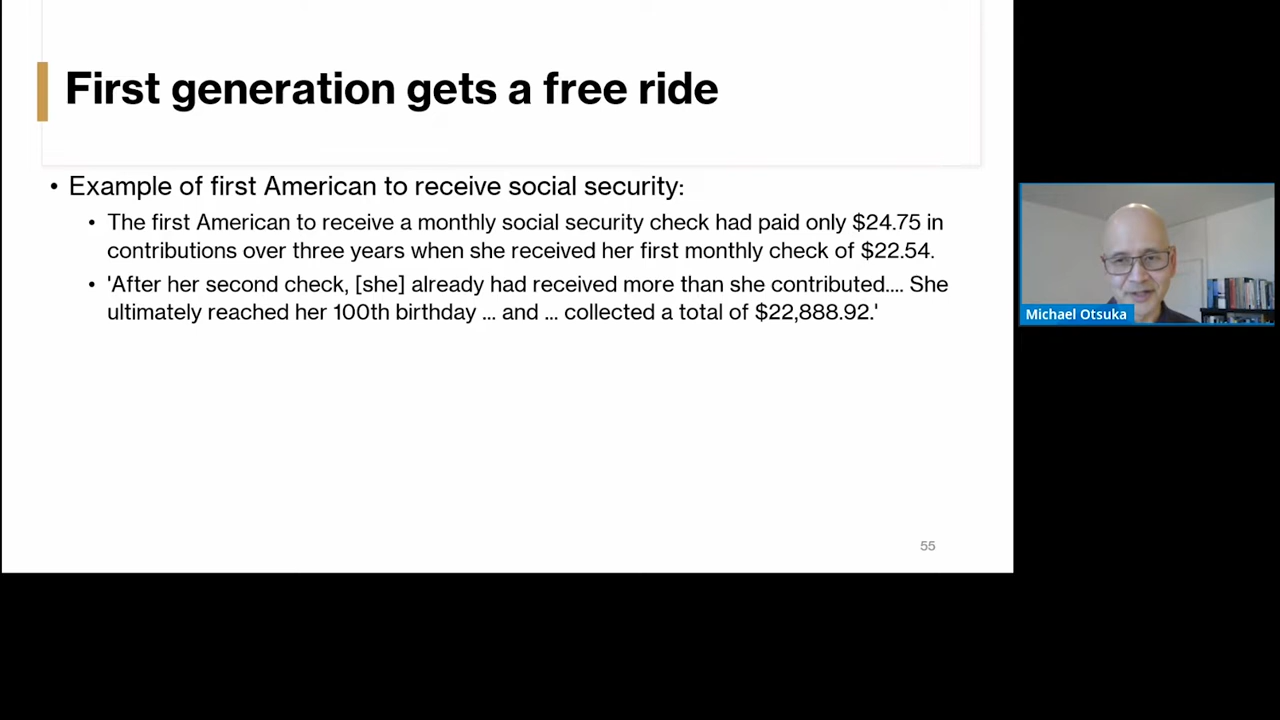 First generation gets a free ride
• Example of first American to receive social security:
• The first American to receive a monthly social security check had paid only $24.75 in
contributions over three years when she received her first monthly check of $22.54.
• 'After her second check, [she] already had received more than she contributed.... She
ultimately reached her 100th birthday ... and ... collected a total of $22,888.92.'
55
Michael Otsuka